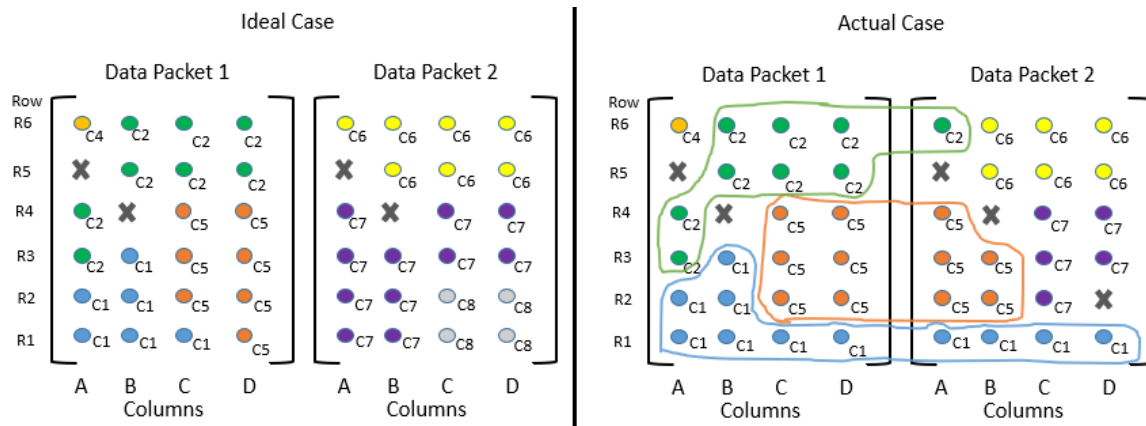 Ideal Case
Data Packet 1 Data Packet 2
Row
R6 C4 C2 C2 C2 C6 C6 C6 C6
R5 C2 C2 C2 C6 C6 C6
R4 C2 C5 C5 C7 C7 C7
R3 C2 C1 C5 C5 C7 C7 C7 C7
R2 C1 C1 C5 C5 C7 C7 C8 C8
R1 C1 C1 C1 C5 C7 C7 C8 C8
A B C D A B C D
Columns Columns
Actual Case
Data Packet 1 Data Packet 2
Row
R6 C4 C2 C2 C2 C2 C6 C6 C6
R5 C2 C2 C2 C6 C6 C6
R4 C2 C5 C5 C5 C7 C7
R3 C2 C1 C5 C5 C5 C5 C7 C7
R2 C1 C1 C5 C5 C5 C5 C7
R1 C1 C1 C1 C1 C1 C1 C1 C1
A B C D A B C D
Columns Columns